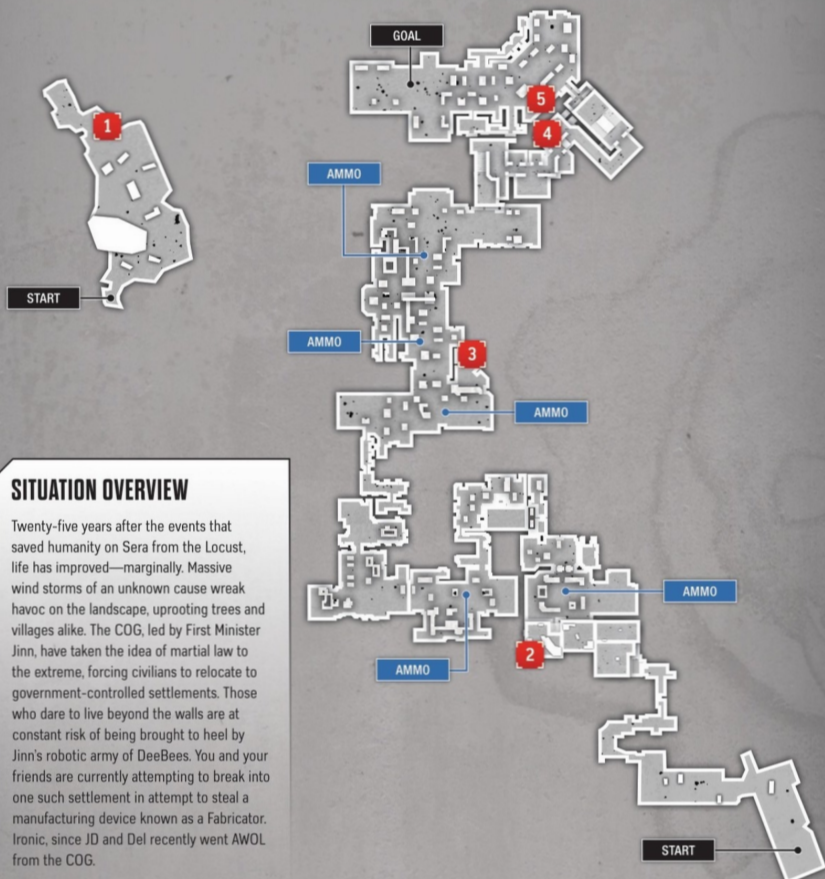 GOAL
5
1
4
AMMO
START
AMMO
3
AMMO
SITUATION OVERVIEW
Twenty-five years after the events that
saved humanity on Sera from the Locust,
life has improved—marginally. Massive
wind storms of an unknown cause wreak
havoc on the landscape, uprooting trees and
villages alike. The COG, led by First Minister
Jinn, have taken the idea of martial law to
the extreme, forcing civilians to relocate to
government-controlled settlements. Those
who dare to live beyond the walls are at
constant risk of being brought to heel by
Jinn's robotic army of DeeBees. You and your
friends are currently attempting to break into
one such settlement in attempt to steal a
manufacturing device known as a Fabricator.
Ironic, since JD and Del recently went AWOL
from the COG.
AMMO
2
AMMO
START